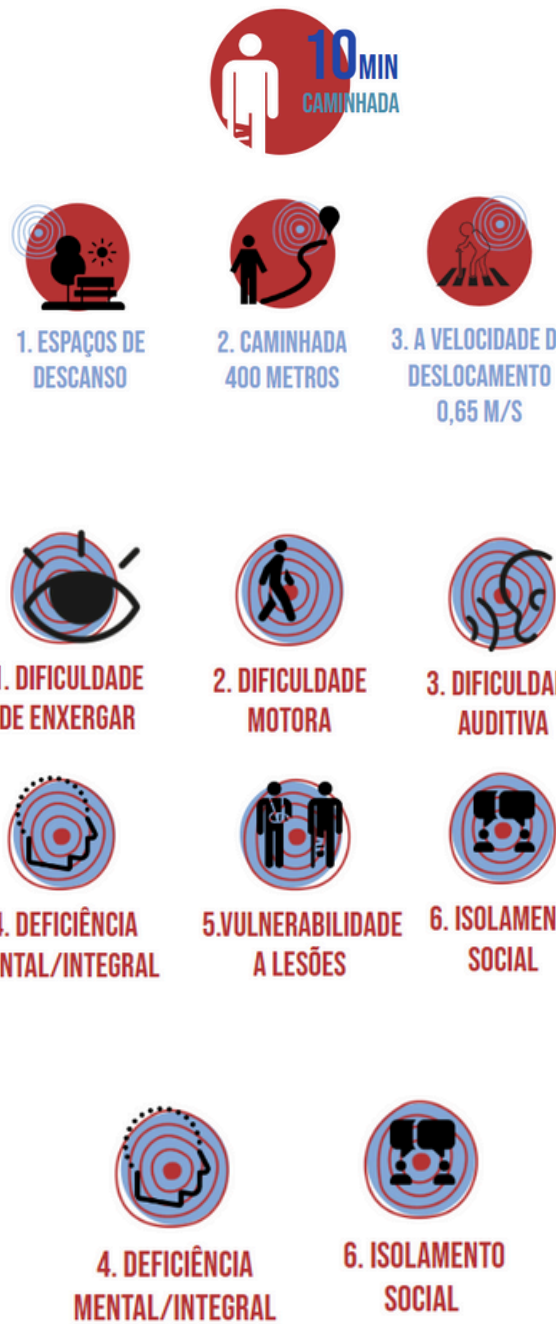 10MIN
CAMINHADA
1. ESPAÇOS DE
DESCANSO
2. CAMINHADA
400 METROS
3. A VELOCIDADE D
DESLOCAMENTO
0,65 M/S
1. DIFICULDADE
DE ENXERGAR
2. DIFICULDADE
MOTORA
3. DIFICULDA
AUDITIVA
4. DEFICIÊNCIA
NTAL/INTEGRAL
5.VULNERABILIDADE
A LESÕES
6. ISOLAMEN
SOCIAL
4. DEFICIÊNCIA
MENTAL/INTEGRAL
6. ISOLAMENTO
SOCIAL